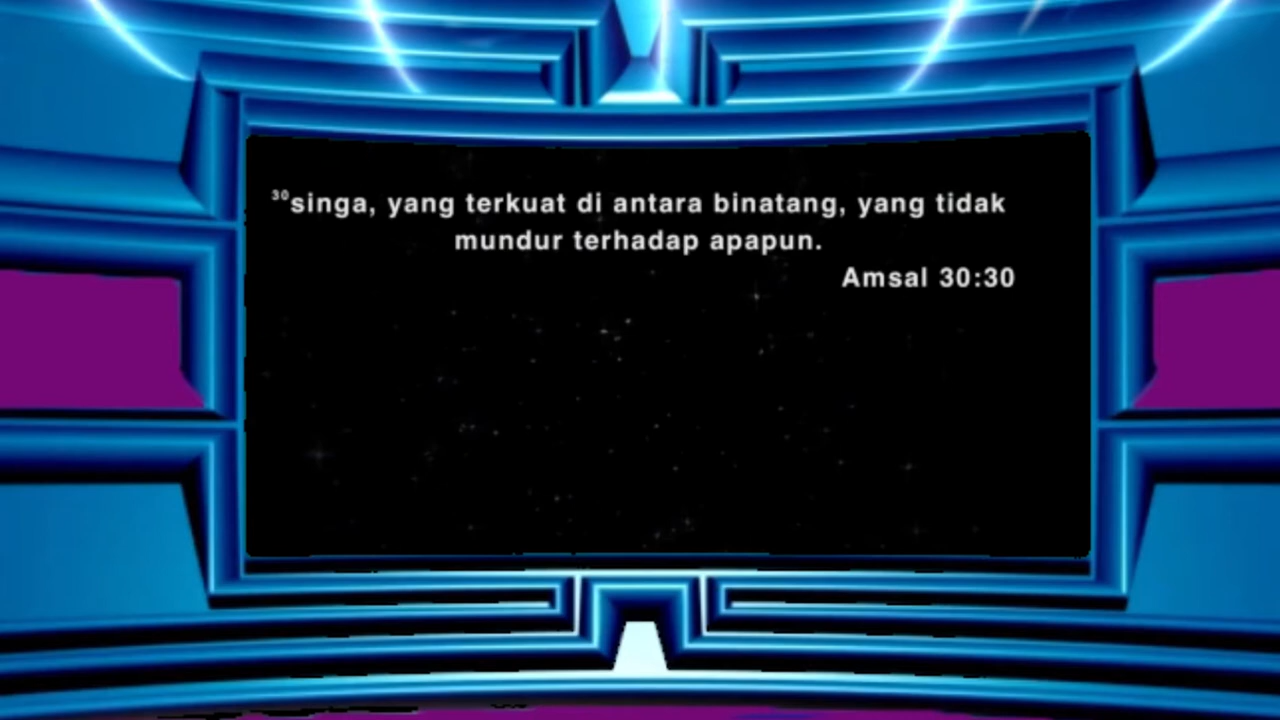 ³⁰singa, yang terkuat di antara binatang, yang tidak
mundur terhadap apapun.
Amsal 30:30